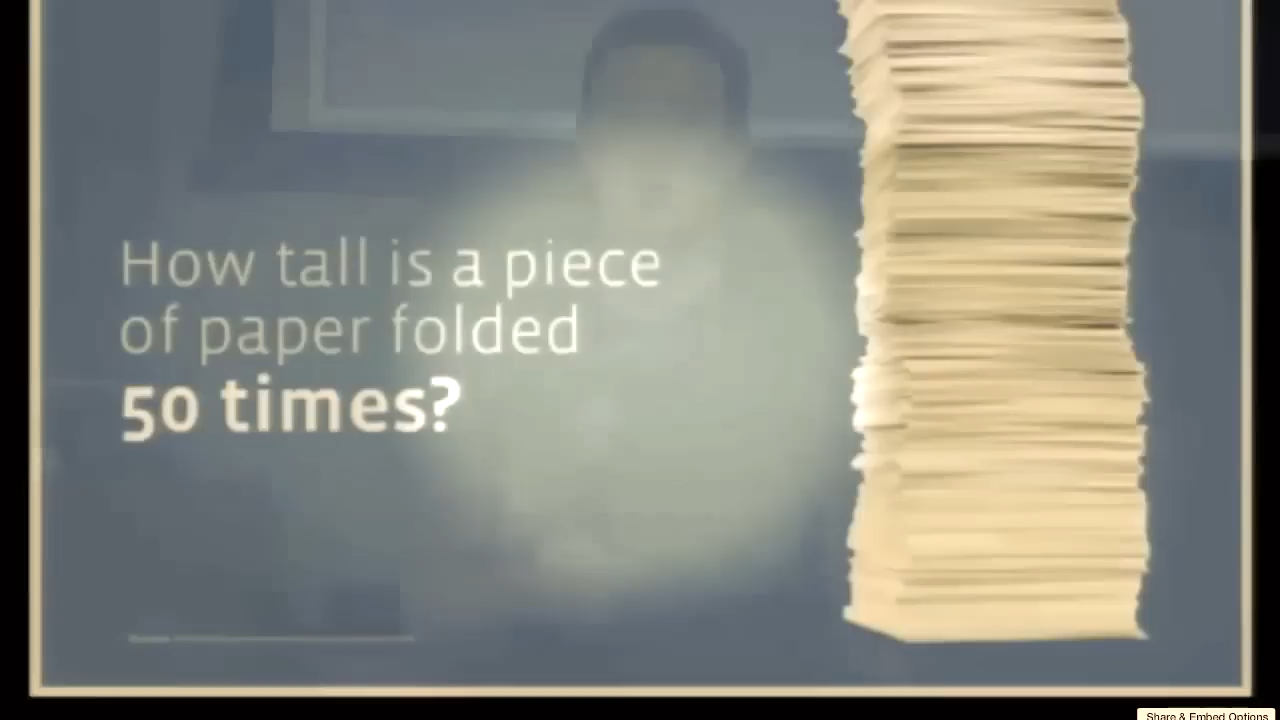 How tall is a piece
of paper folded
50 times?
Share & Embed Options